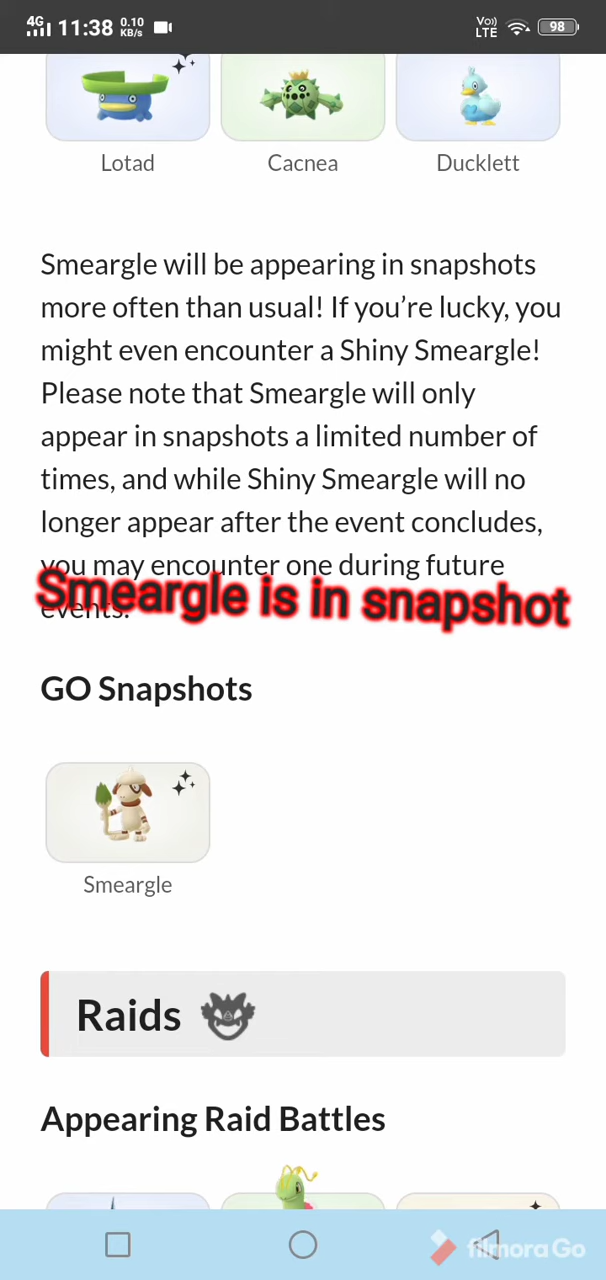 4G 11:38 0.10 KB/s Vo)) LTE 98
Lotad Cacnea Ducklett
Smeargle will be appearing in snapshots
more often than usual! If you’re lucky, you
might even encounter a Shiny Smeargle!
Please note that Smeargle will only
appear in snapshots a limited number of
times, and while Shiny Smeargle will no
longer appear after the event concludes,
you may encounter one during future
events.
Smeargle is in snapshot
GO Snapshots
Smeargle
Raids
Appearing Raid Battles
filmora Go